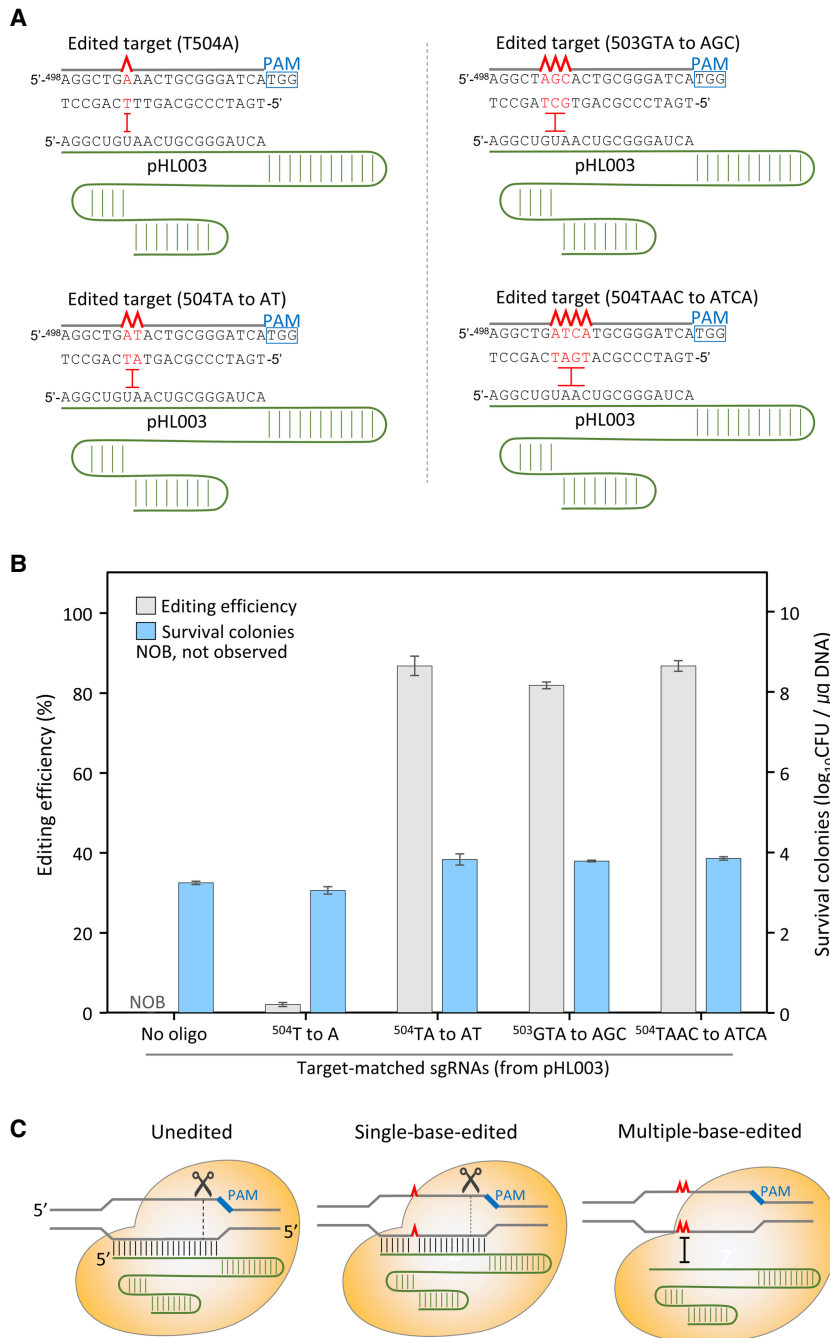 A
Edited target (T504A)
PAM
5'-498AGGCTGAAACTGCGGGATCATGG
TCCGACTTTGACGCCCTAGT-5'
5'-AGGCUGUAACUGCGGGAUCA
pHL003
Edited target (503GTA to AGC)
PAM
5'-498AGGCTAGCACTGCGGGATCATGG
TCCGATCGTGACGCCCTAGT-5'
5'-AGGCUGUAACUGCGGGAUCA
pHL003
Edited target (504TA to AT)
PAM
5'-498AGGCTGATACTGCGGGATCATGG
TCCGACTATGACGCCCTAGT-5'
5'-AGGCUGUAACUGCGGGAUCA
pHL003
Edited target (504TAAC to ATCA)
PAM
5'-498AGGCTGATCATGCGGGATCATGG
TCCGACTAGTACGCCCTAGT-5'
5'-AGGCUGUAACUGCGGGAUCA
pHL003
B
Editing efficiency (%)
100
80
60
40
20
0
Editing efficiency
Survival colonies
NOB, not observed
NOB
10
8
6
4
2
0
Survival colonies (log10CFU / µg DNA)
No oligo
504T to A
504TA to AT
503GTA to AGC
504TAAC to ATCA
Target-matched sgRNAs (from pHL003)
C
Unedited
Single-base-edited
Multiple-base-edited
PAM
5'
5'
5'
PAM
PAM